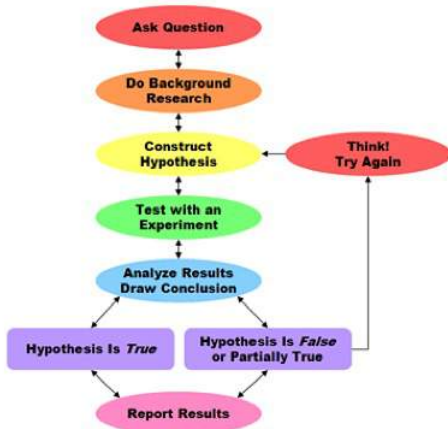 Ask Question
Do Background
Research
Construct
Hypothesis
Think!
Try Again
Test with an
Experiment
Analyze Results
Draw Conclusion
Hypothesis Is True
Hypothesis Is False
or Partially True
Report Results